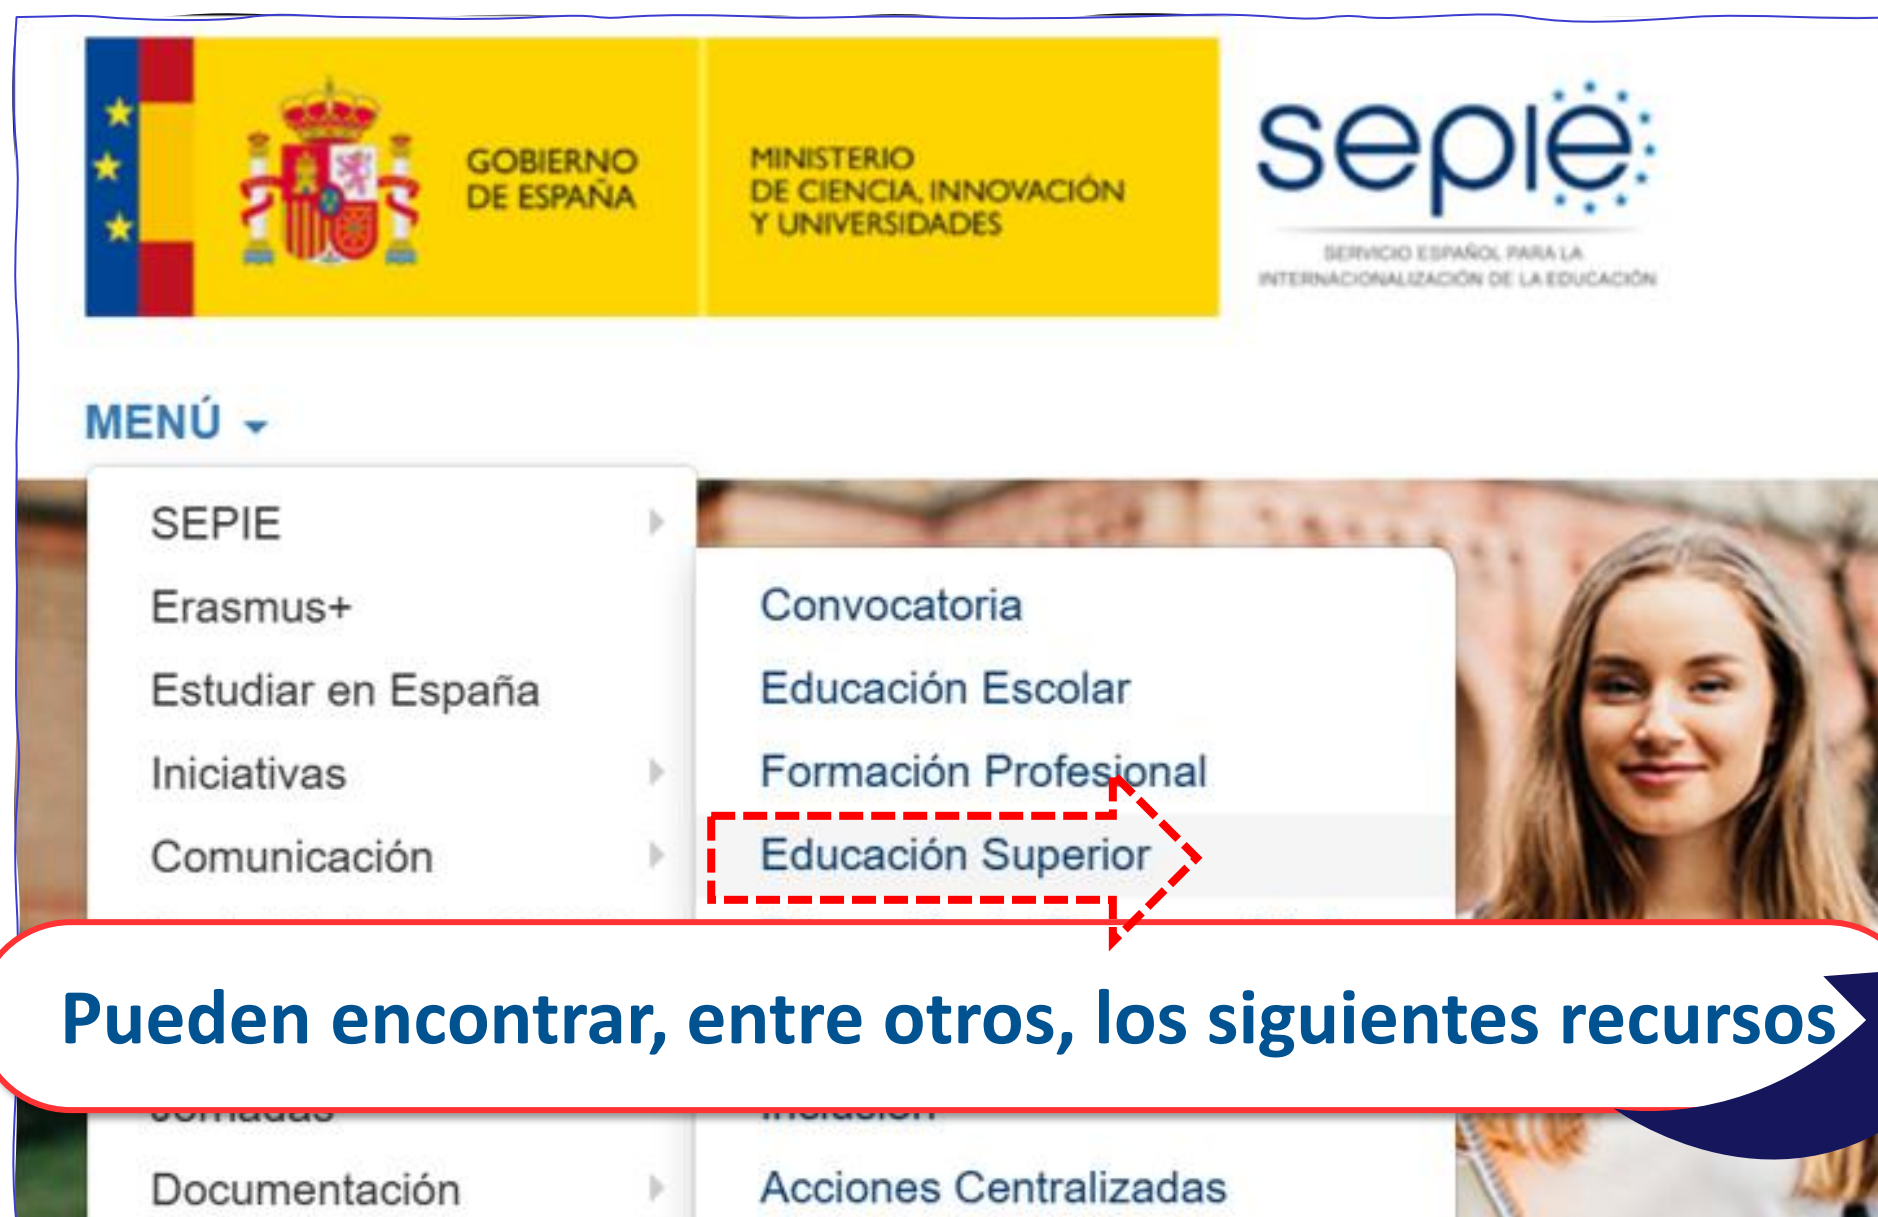 GOBIERNO
DE ESPAÑA
MINISTERIO
DE CIENCIA, INNOVACIÓN
Y UNIVERSIDADES
sepie
SERVICIO ESPAÑOL PARA LA
INTERNACIONALIZACIÓN DE LA EDUCACIÓN
MENÚ
SEPIE
Erasmus+
Estudiar en España
Iniciativas
Comunicación
Convocatoria
Educación Escolar
Formación Profesional
Educación Superior
Pueden encontrar, entre otros, los siguientes recursos
Jornadas
Documentación
Inclusión
Acciones Centralizadas